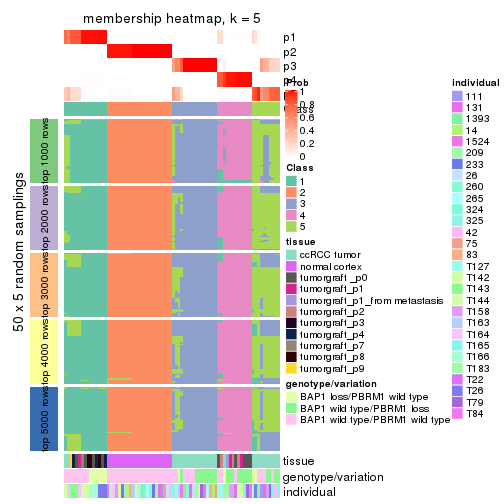 membership heatmap, k = 5
p1
p2
p3
p4
Prob
1
0.8
0.6
0.4
0.2
0
Class
1
2
3
4
5
tissue
ccRCC tumor
normal cortex
tumorgraft_p0
tumorgraft_p1
tumorgraft_p1_from metastasis
tumorgraft_p2
tumorgraft_p3
tumorgraft_p4
tumorgraft_p7
tumorgraft_p8
tumorgraft_p9
genotype/variation
BAP1 loss/PBRM1 wild type
BAP1 wild type/PBRM1 loss
BAP1 wild type/PBRM1 wild type
individual
111
131
1393
14
1524
209
233
26
260
265
324
325
42
75
83
T127
T142
T143
T144
T158
T163
T164
T165
T166
T183
T22
T26
T79
T84
50 x 5 random samplings
top 1000 rows
top 2000 rows
top 3000 rows
top 4000 rows
top 5000 rows
tissue
genotype/variation
individual